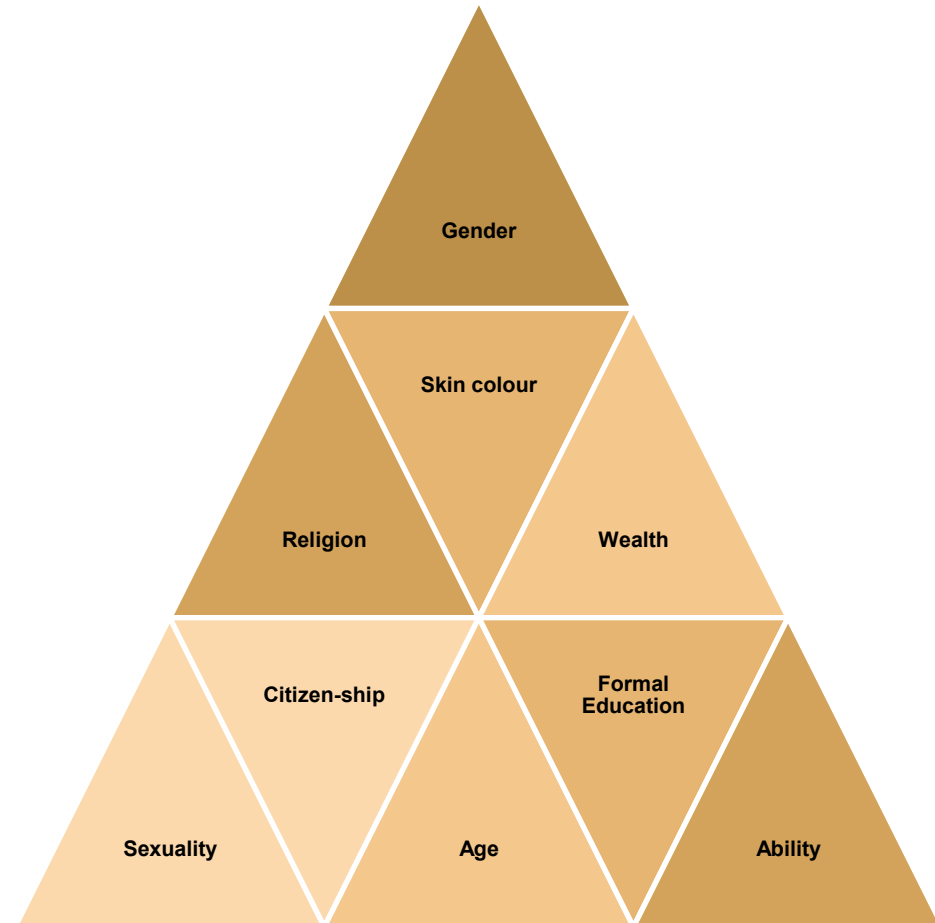 Gender
Skin colour
Religion
Wealth
Citizen-ship
Formal
Education
Sexuality
Age
Ability